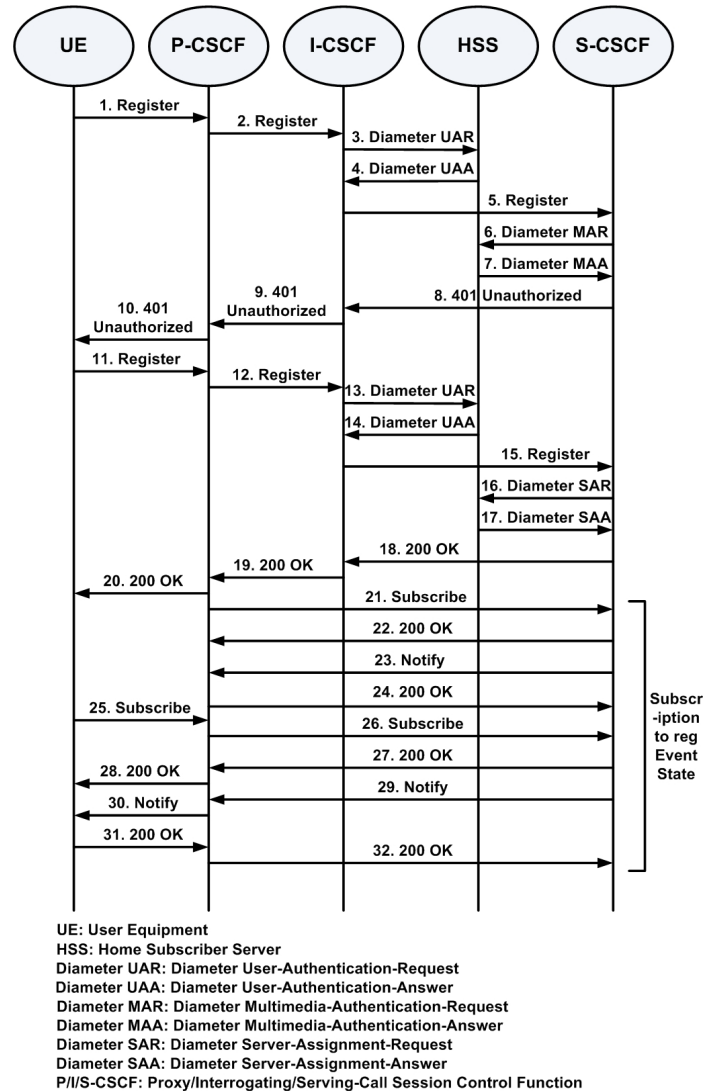 UE
P-CSCF
I-CSCF
HSS
S-CSCF
1. Register
2. Register
3. Diameter UAR
4. Diameter UAA
5. Register
6. Diameter MAR
7. Diameter MAA
8. 401 Unauthorized
9. 401
Unauthorized
10. 401
Unauthorized
11. Register
12. Register
13. Diameter UAR
14. Diameter UAA
15. Register
16. Diameter SAR
17. Diameter SAA
18. 200 OK
19. 200 OK
20. 200 OK
21. Subscribe
22. 200 OK
23. Notify
24. 200 OK
25. Subscribe
26. Subscribe
27. 200 OK
28. 200 OK
29. Notify
30. Notify
31. 200 OK
32. 200 OK
Subscr
-iption
to reg
Event
State
UE: User Equipment
HSS: Home Subscriber Server
Diameter UAR: Diameter User-Authentication-Request
Diameter UAA: Diameter User-Authentication-Answer
Diameter MAR: Diameter Multimedia-Authentication-Request
Diameter MAA: Diameter Multimedia-Authentication-Answer
Diameter SAR: Diameter Server-Assignment-Request
Diameter SAA: Diameter Server-Assignment-Answer
P/I/S-CSCF: Proxy/Interrogating/Serving-Call Session Control Function